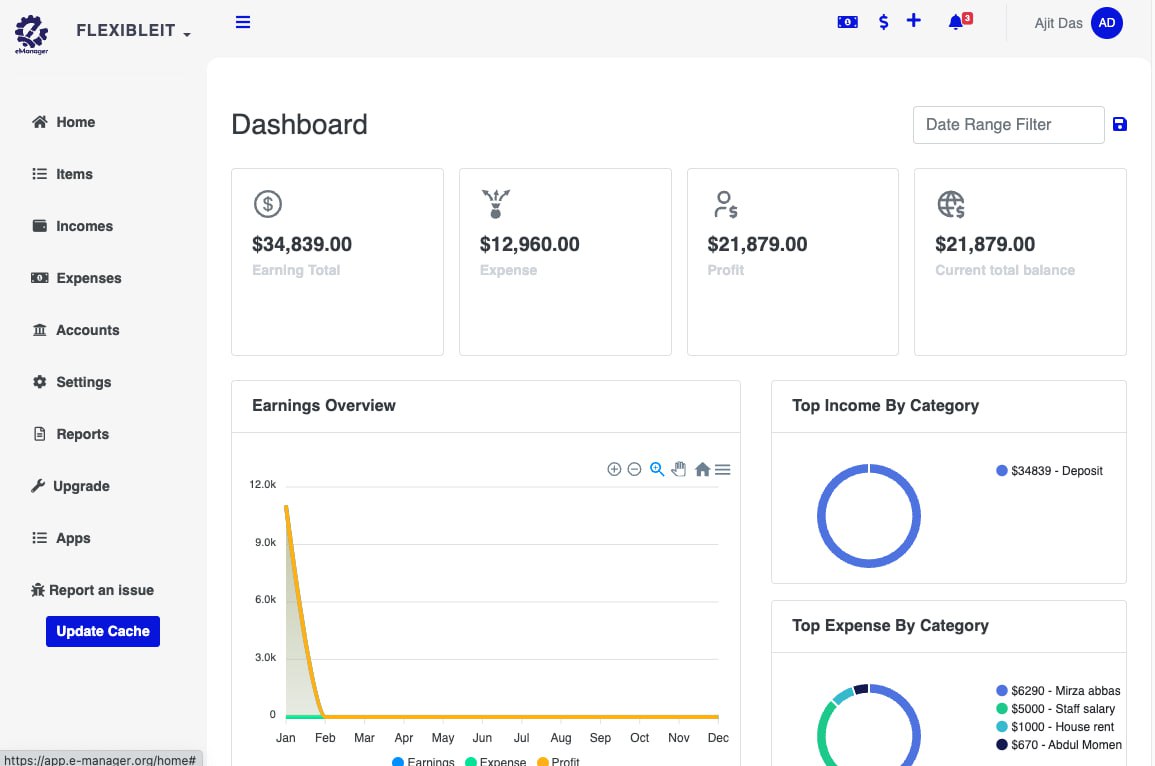 eManager
FLEXIBLEIT
3
Ajit Das
AD
Home
Items
Incomes
Expenses
Accounts
Settings
Reports
Upgrade
Apps
Report an issue
Update Cache
Dashboard
Date Range Filter
$34,839.00
Earning Total
$12,960.00
Expense
$21,879.00
Profit
$21,879.00
Current total balance
Earnings Overview
12.0k
9.0k
6.0k
3.0k
0
Jan Feb Mar Apr May Jun Jul Aug Sep Oct Nov Dec
Earnings Expense Profit
Top Income By Category
$34839 - Deposit
Top Expense By Category
$6290 - Mirza abbas
$5000 - Staff salary
$1000 - House rent
$670 - Abdul Momen
https://app.e-manager.org/home#